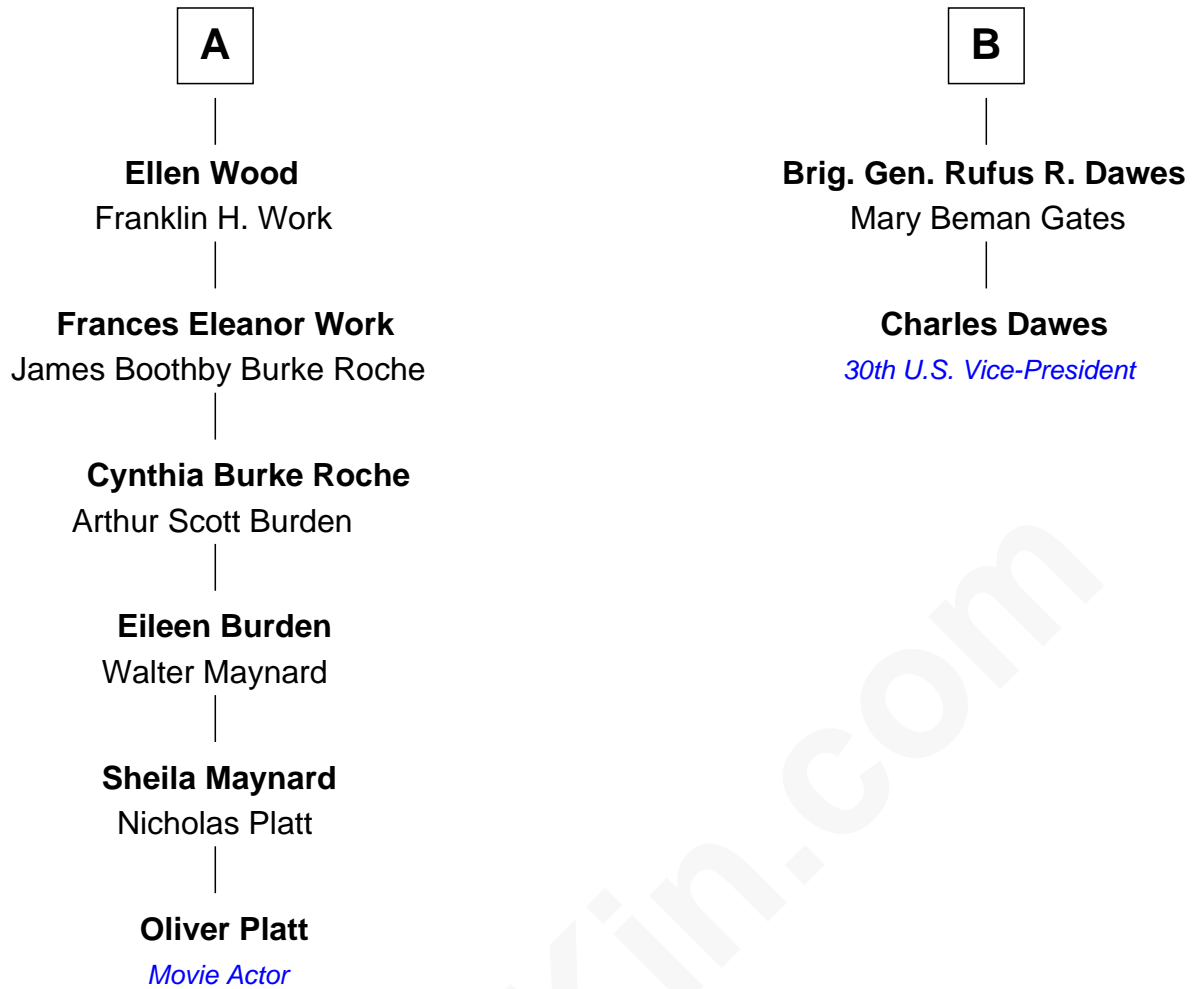 A
Ellen Wood
Franklin H. Work
Frances Eleanor Work
James Boothby Burke Roche
Cynthia Burke Roche
Arthur Scott Burden
Eileen Burden
Walter Maynard
Sheila Maynard
Nicholas Platt
Oliver Platt
Movie Actor
B
Brig. Gen. Rufus R. Dawes
Mary Beman Gates
Charles Dawes
30th U.S. Vice-President